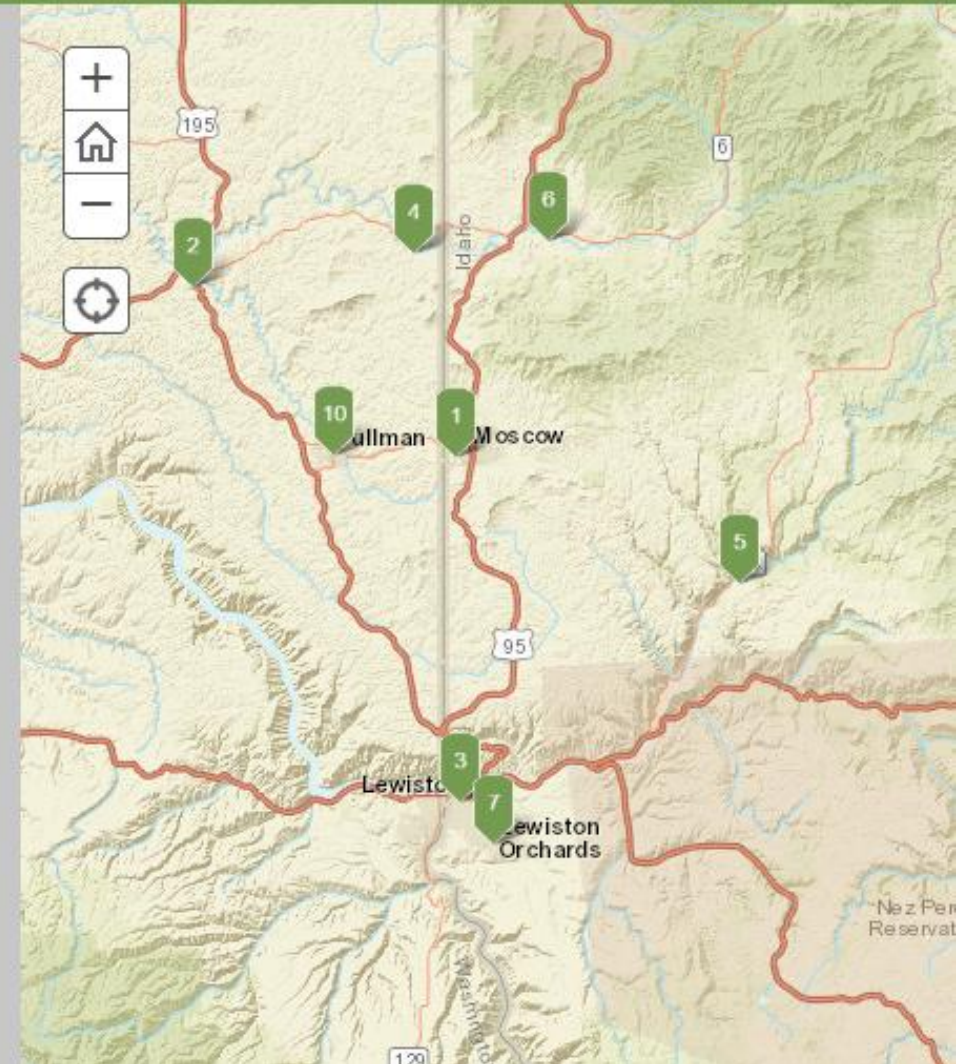 +
195
6
−
4
6
Idaho
2
10
1
ullman
Moscow
5
95
3
Lewisto
7
ewiston
Orchards
Nez Per
Reservat
Washingto
129